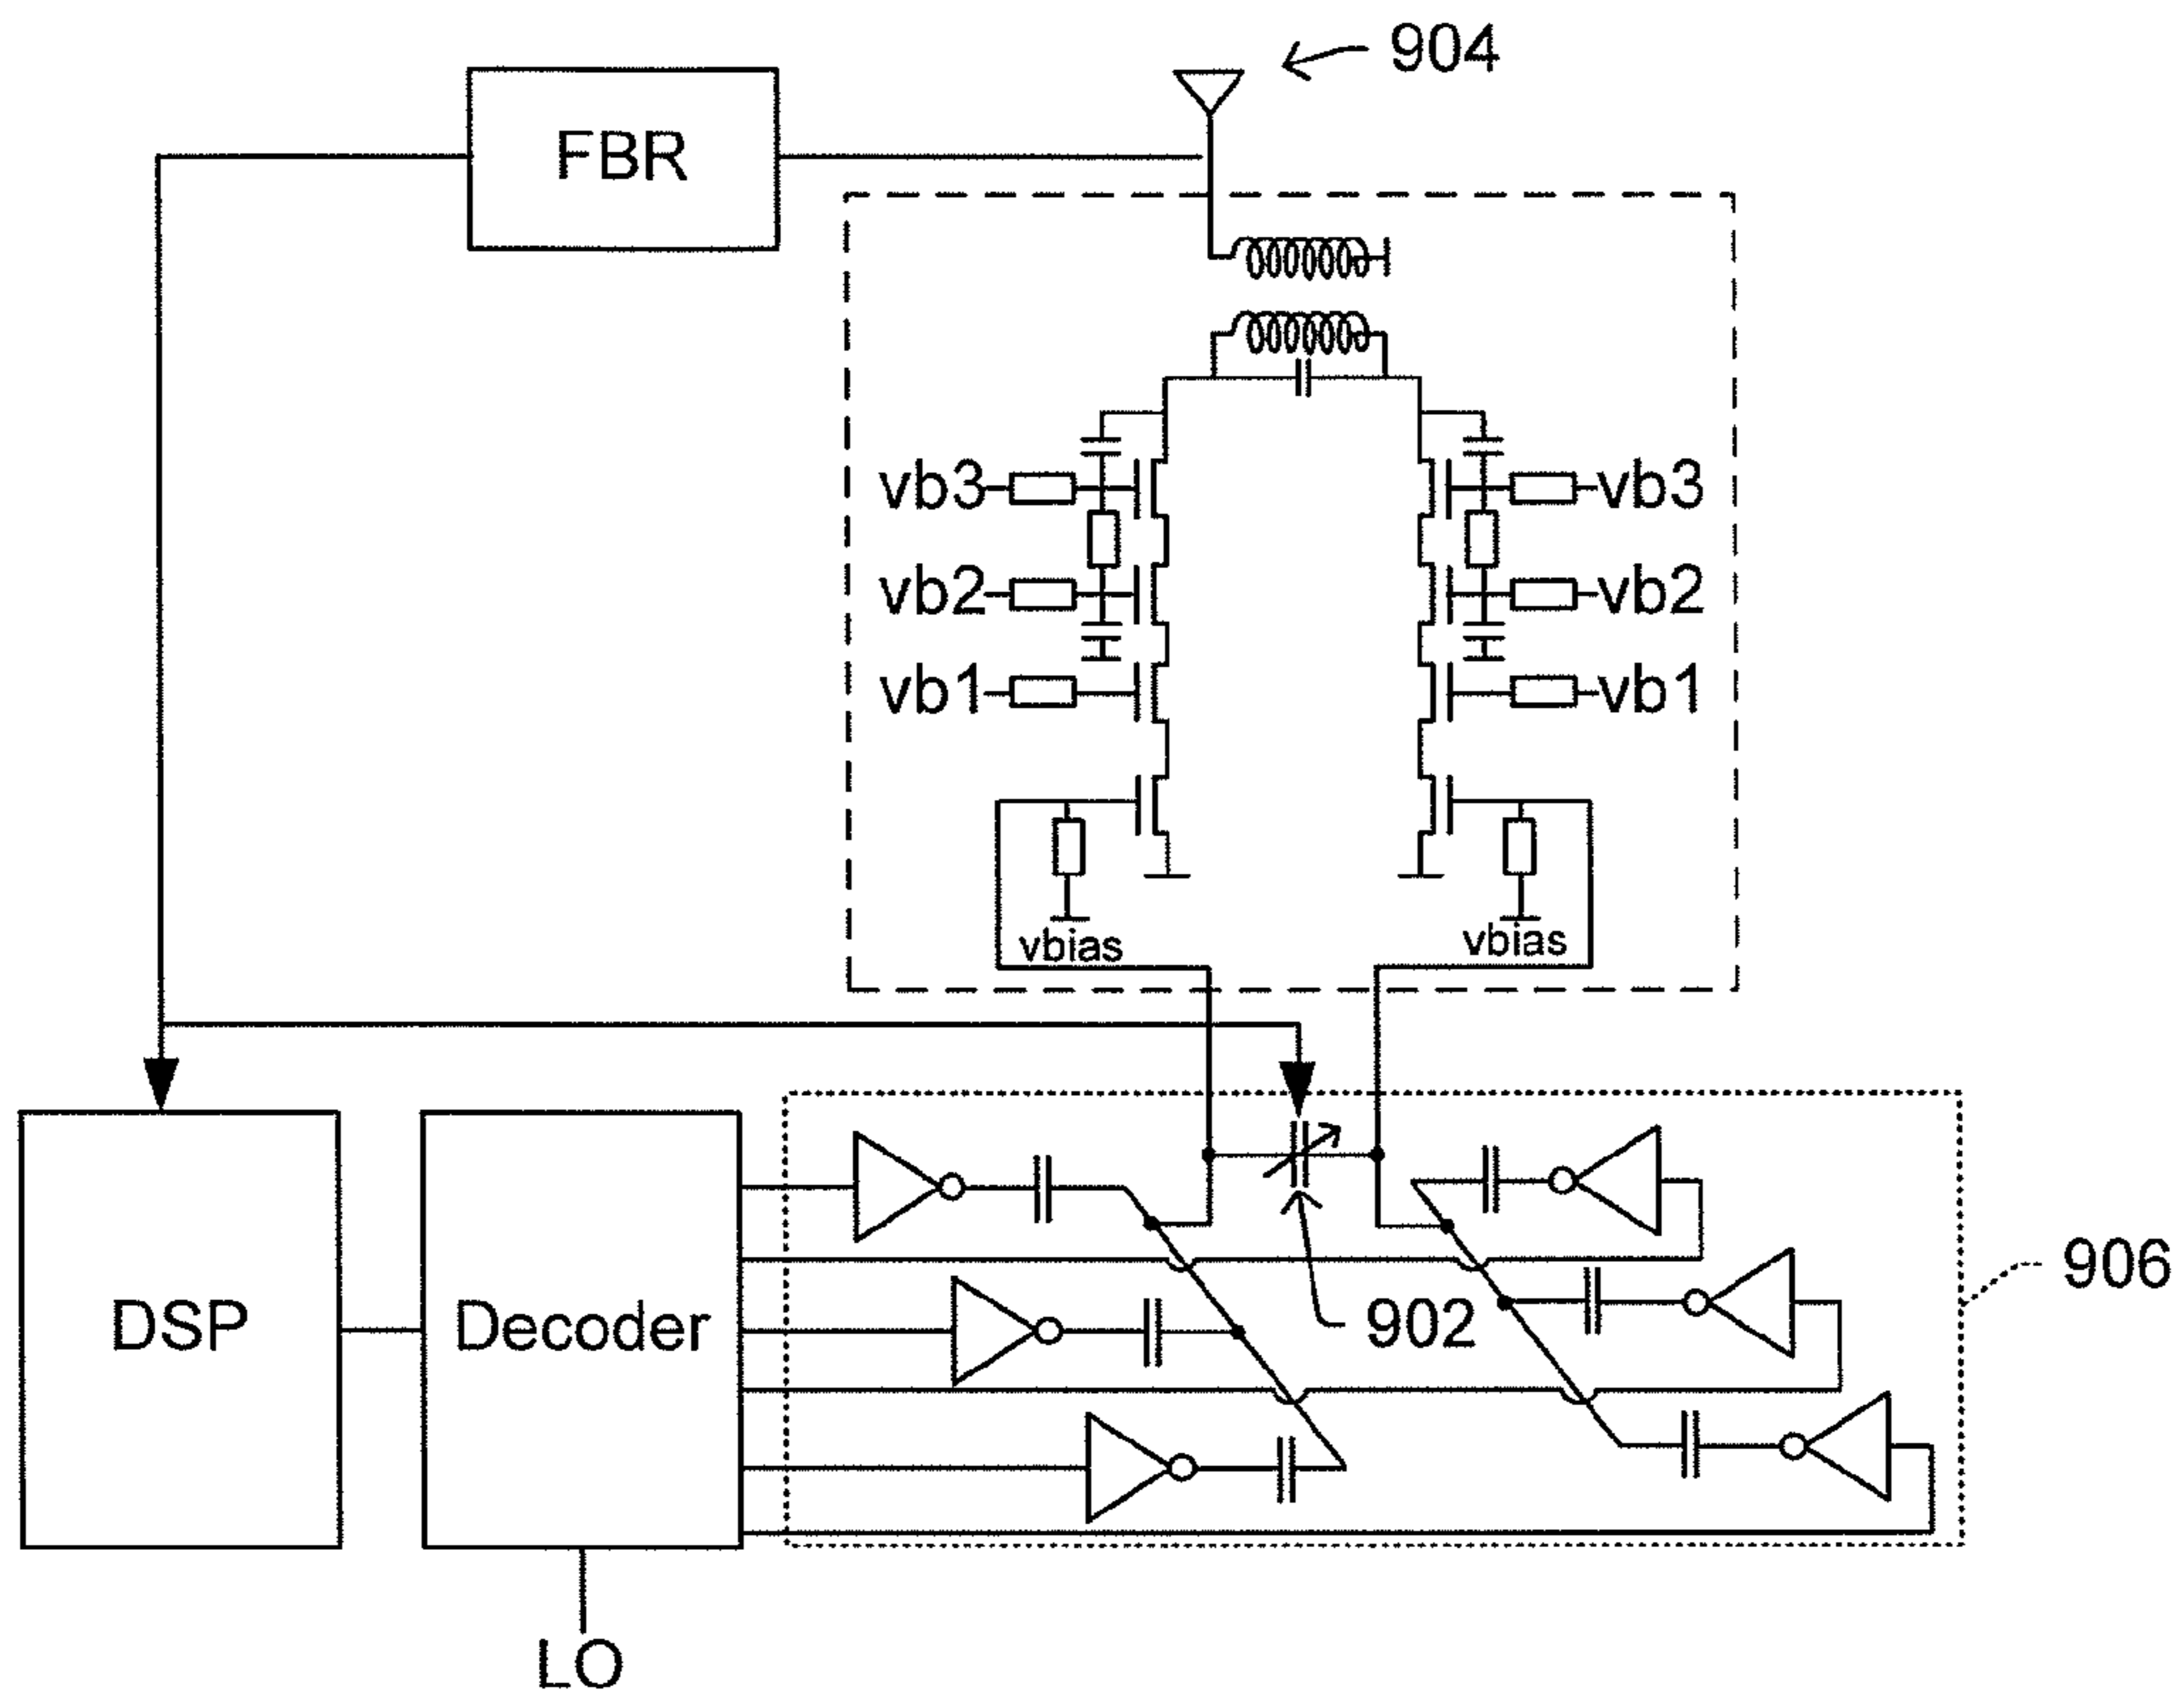 904
FBR
vb3 vb3
vb2 vb2
vb1 vb1
vbias vbias
906
DSP Decoder 902
LO